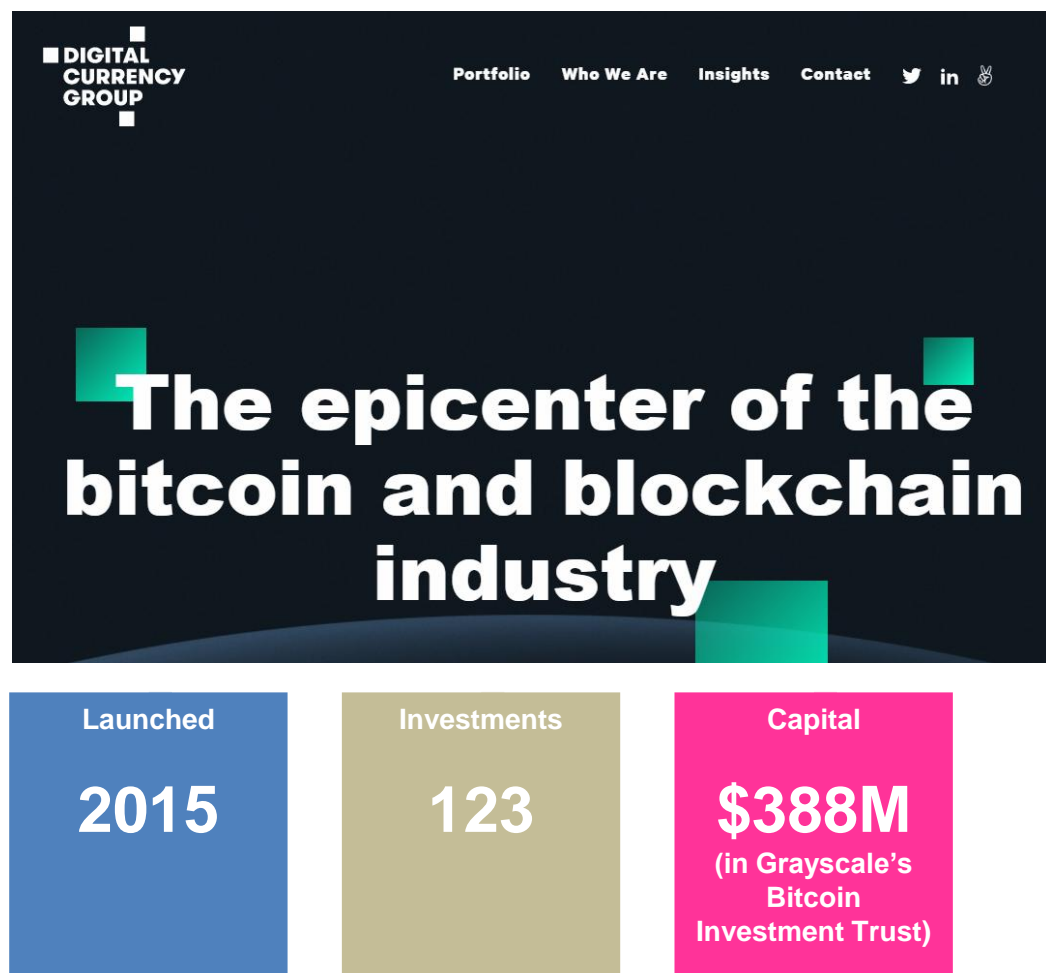 DIGITAL
CURRENCY
GROUP
Portfolio Who We Are Insights Contact
The epicenter of the
bitcoin and blockchain
industry
Launched
2015
Investments
123
Capital
$388M
(in Grayscale’s
Bitcoin
Investment Trust)